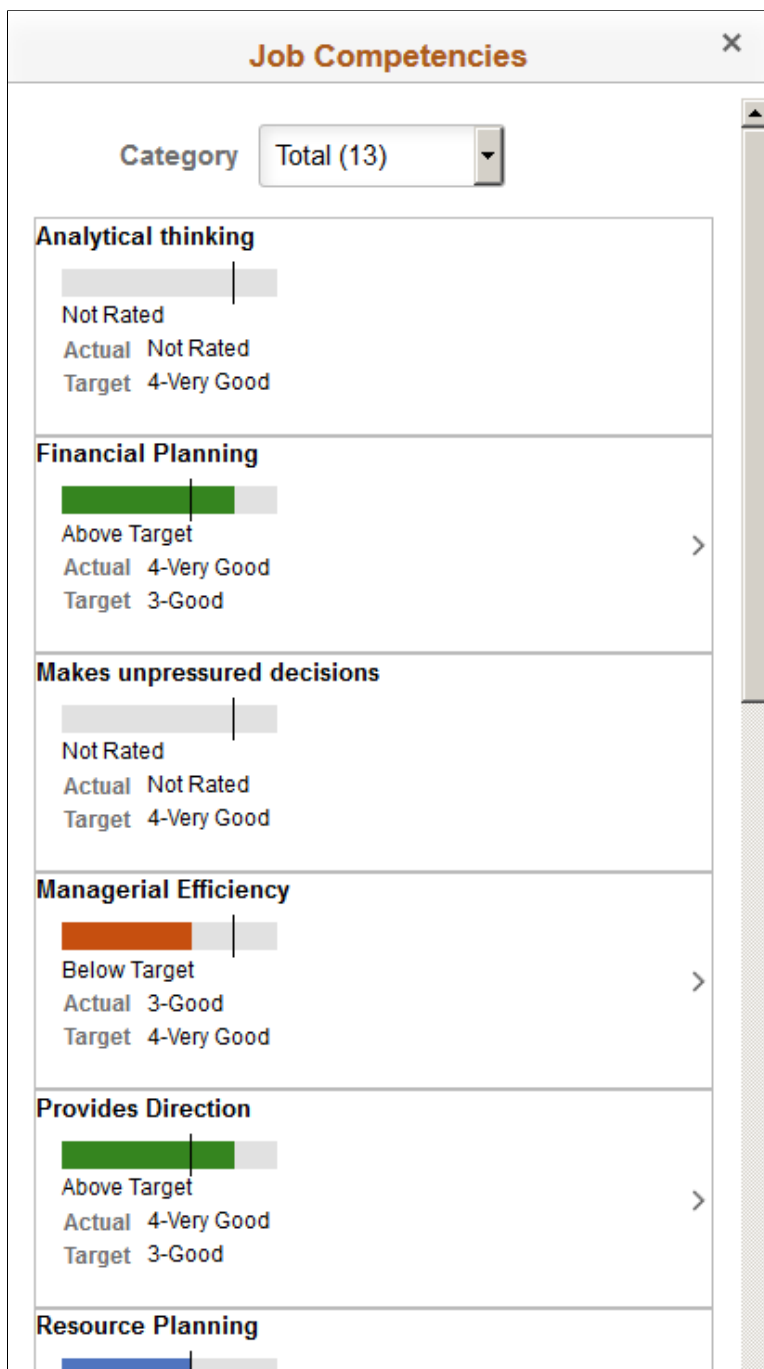 Job Competencies
Category Total (13)
Analytical thinking
Not Rated
Actual Not Rated
Target 4-Very Good
Financial Planning
Above Target
Actual 4-Very Good
Target 3-Good
Makes unpressured decisions
Not Rated
Actual Not Rated
Target 4-Very Good
Managerial Efficiency
Below Target
Actual 3-Good
Target 4-Very Good
Provides Direction
Above Target
Actual 4-Very Good
Target 3-Good
Resource Planning